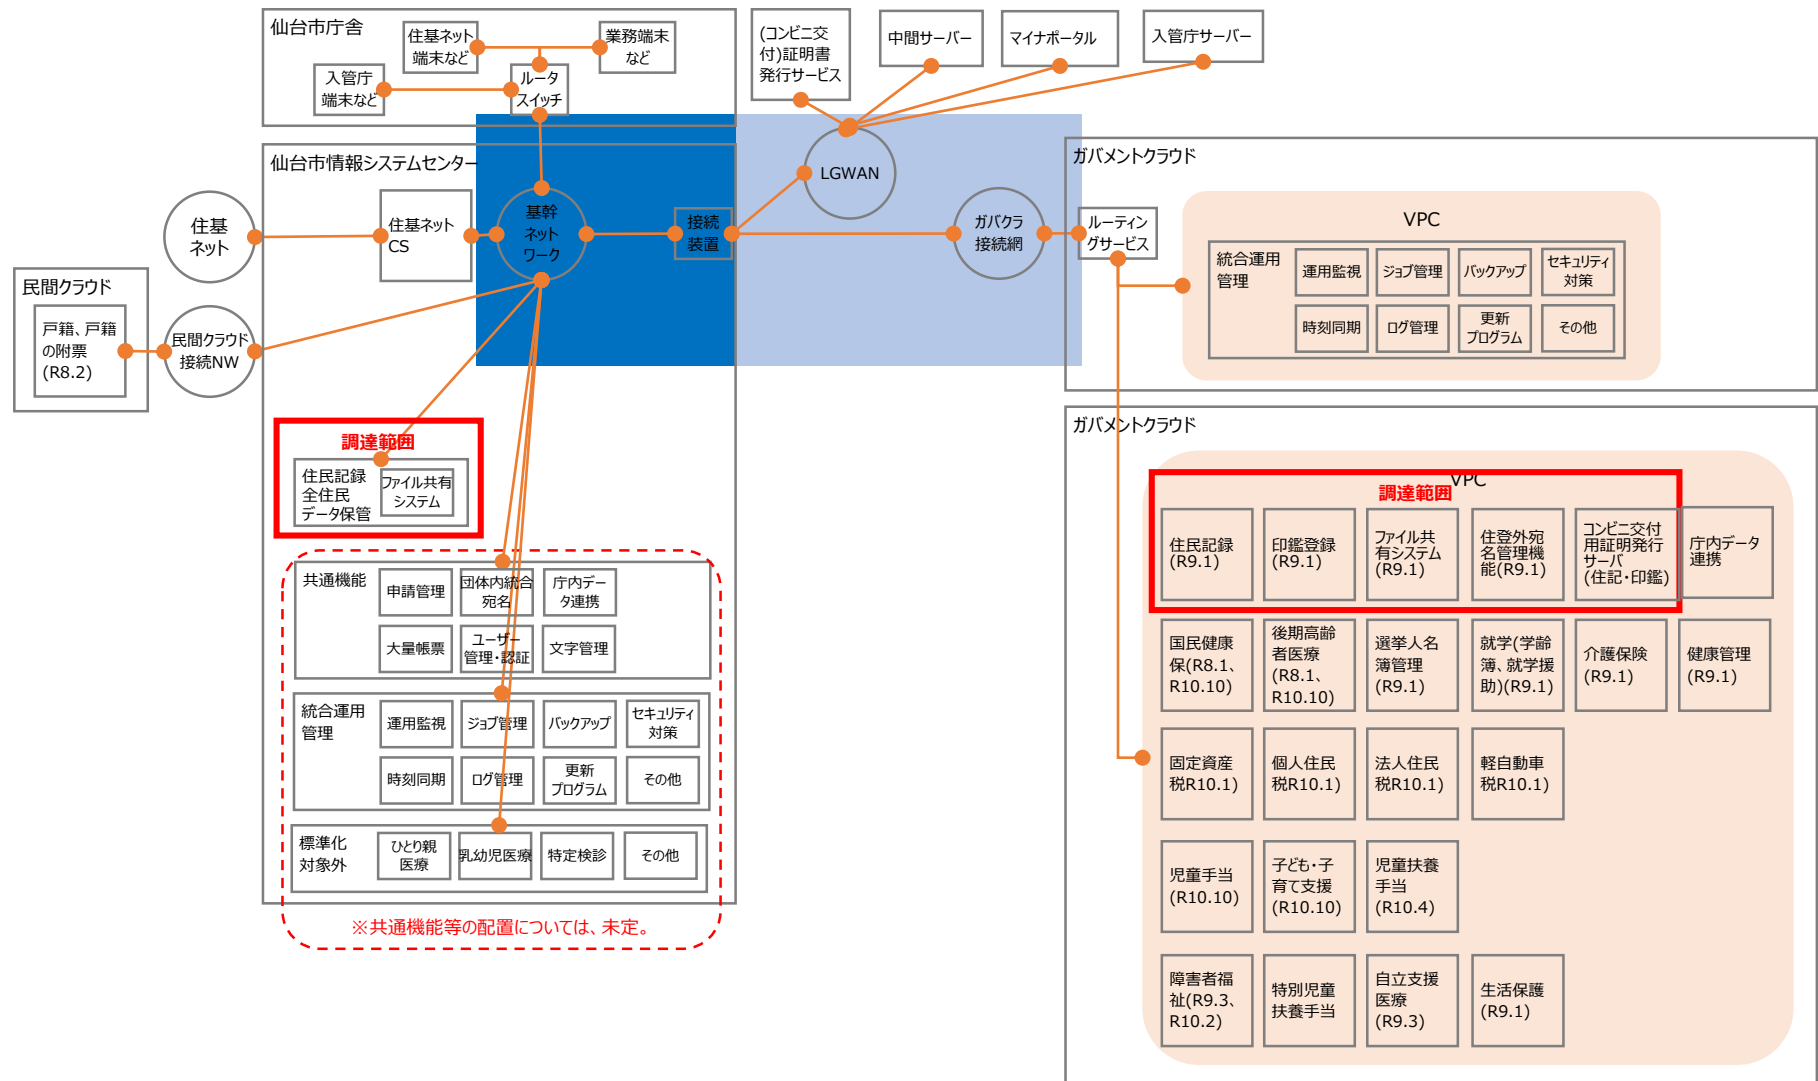 仙台市庁舎
住基ネット
端末など
業務端末
など
入管庁
端末など
ルータ
スイッチ
(コンビニ交
付)証明書
発行サービス
中間サーバー
マイナポータル
入管庁サーバー
仙台市情報システムセンター
住基
ネット
住基ネット
CS
基幹
ネット
ワーク
接続
装置
LGWAN
ガバクラ
接続網
ルーティン
グサービス
民間クラウド
戸籍、戸籍
の附票
(R8.2)
民間クラウド
接続NW
調達範囲
住民記録
全住民
データ保管
ファイル共有
システム
共通機能
申請管理
団体内統合
宛名
庁内デー
タ連携
大量帳票
ユーザー
管理・認証
文字管理
統合運用
管理
運用監視
ジョブ管理
バックアップ
セキュリティ
対策
時刻同期
ログ管理
更新
プログラム
その他
標準化
対象外
ひとり親
医療
乳幼児医療
特定検診
その他
※共通機能等の配置については、未定。
ガバメントクラウド
VPC
統合運用
管理
運用監視
ジョブ管理
バックアップ
セキュリティ
対策
時刻同期
ログ管理
更新
プログラム
その他
ガバメントクラウド
VPC
調達範囲
住民記録
(R9.1)
印鑑登録
(R9.1)
ファイル共
有システム
(R9.1)
住登外宛
名管理機
能(R9.1)
コンビニ交付
用証明発行
サーバ
(住記・印鑑)
庁内データ
連携
国民健康
保(R8.1、
R10.10)
後期高齢
者医療
(R8.1、
R10.10)
選挙人名
簿管理
(R9.1)
就学(学齢
簿、就学援
助)(R9.1)
介護保険
(R9.1)
健康管理
(R9.1)
固定資産
税R10.1)
個人住民
税R10.1)
法人住民
税R10.1)
軽自動車
税R10.1)
児童手当
(R10.10)
子ども・子
育て支援
(R10.10)
児童扶養
手当
(R10.4)
障害者福
祉(R9.3、
R10.2)
特別児童
扶養手当
自立支援
医療
(R9.3)
生活保護
(R9.1)